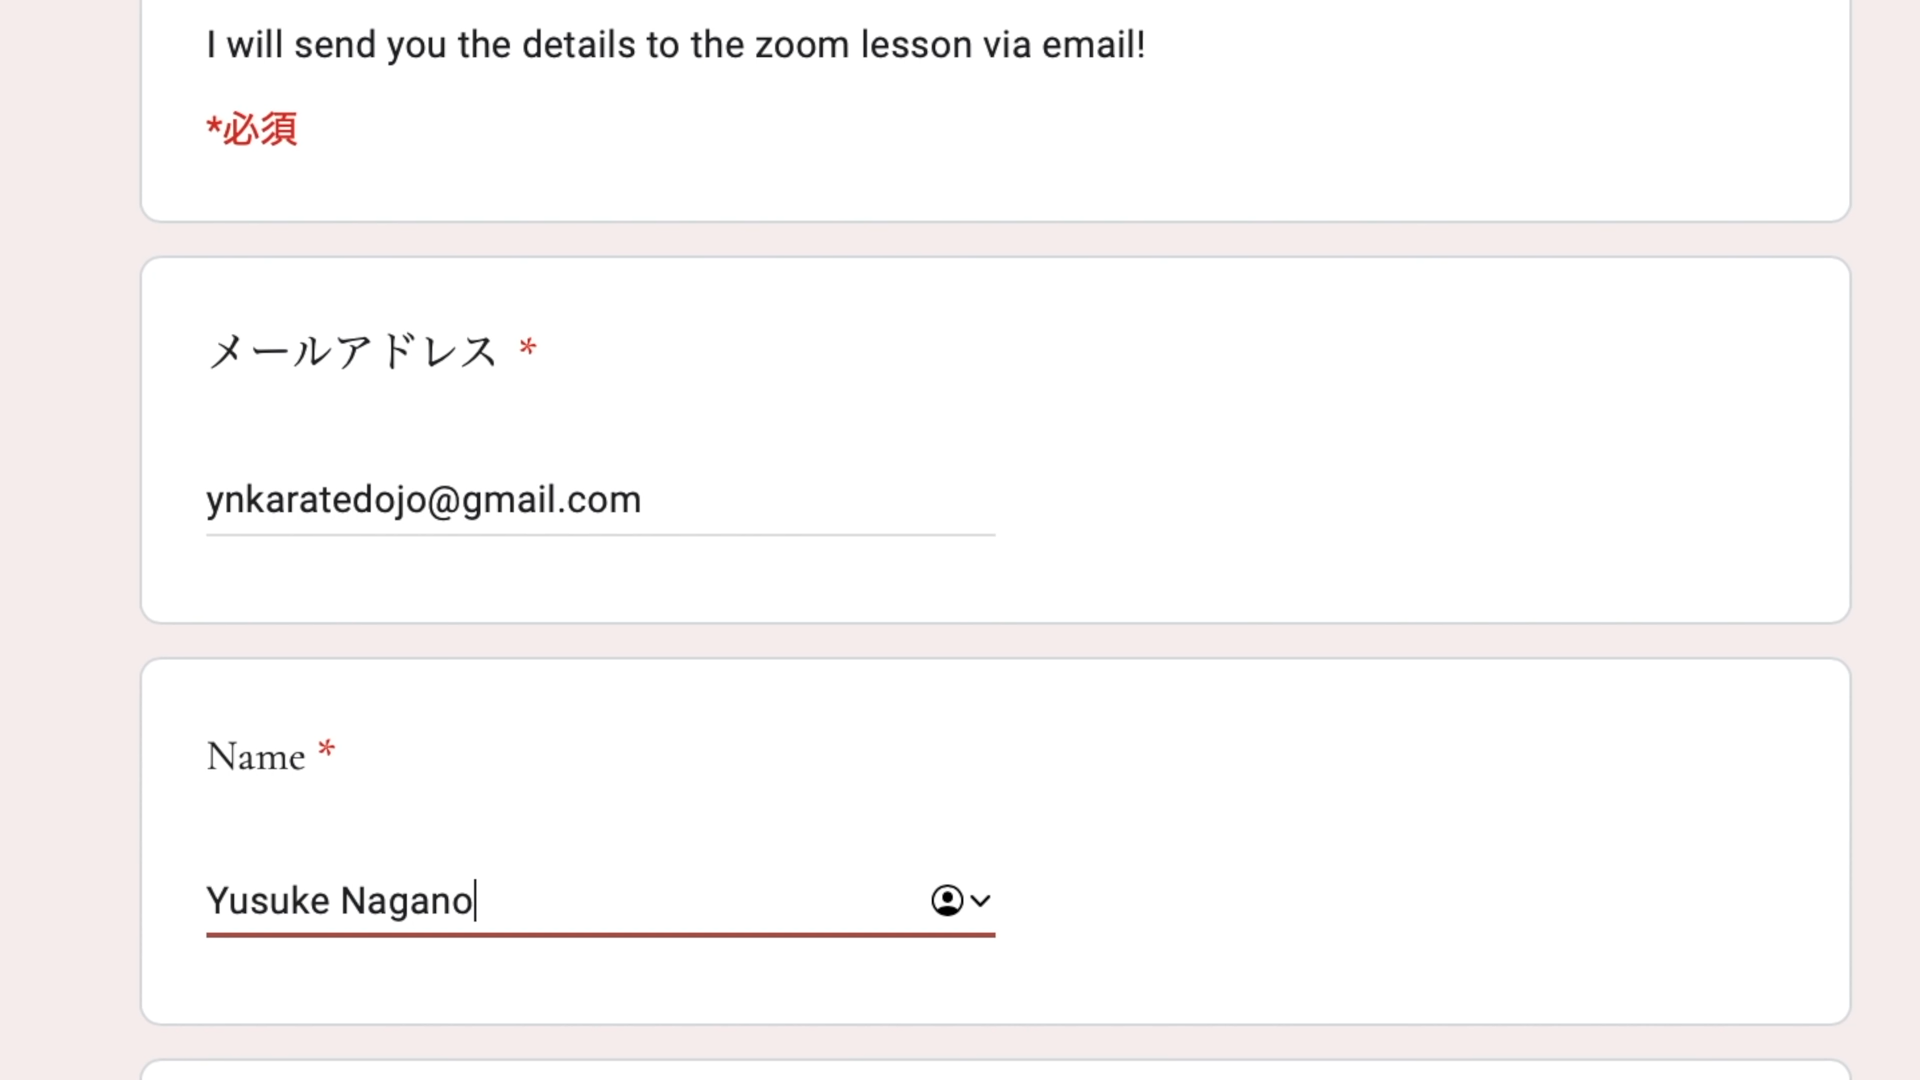 I will send you the details to the zoom lesson via email!
*必須
メールアドレス *
ynkaratedojo@gmail.com
Name *
Yusuke Nagano